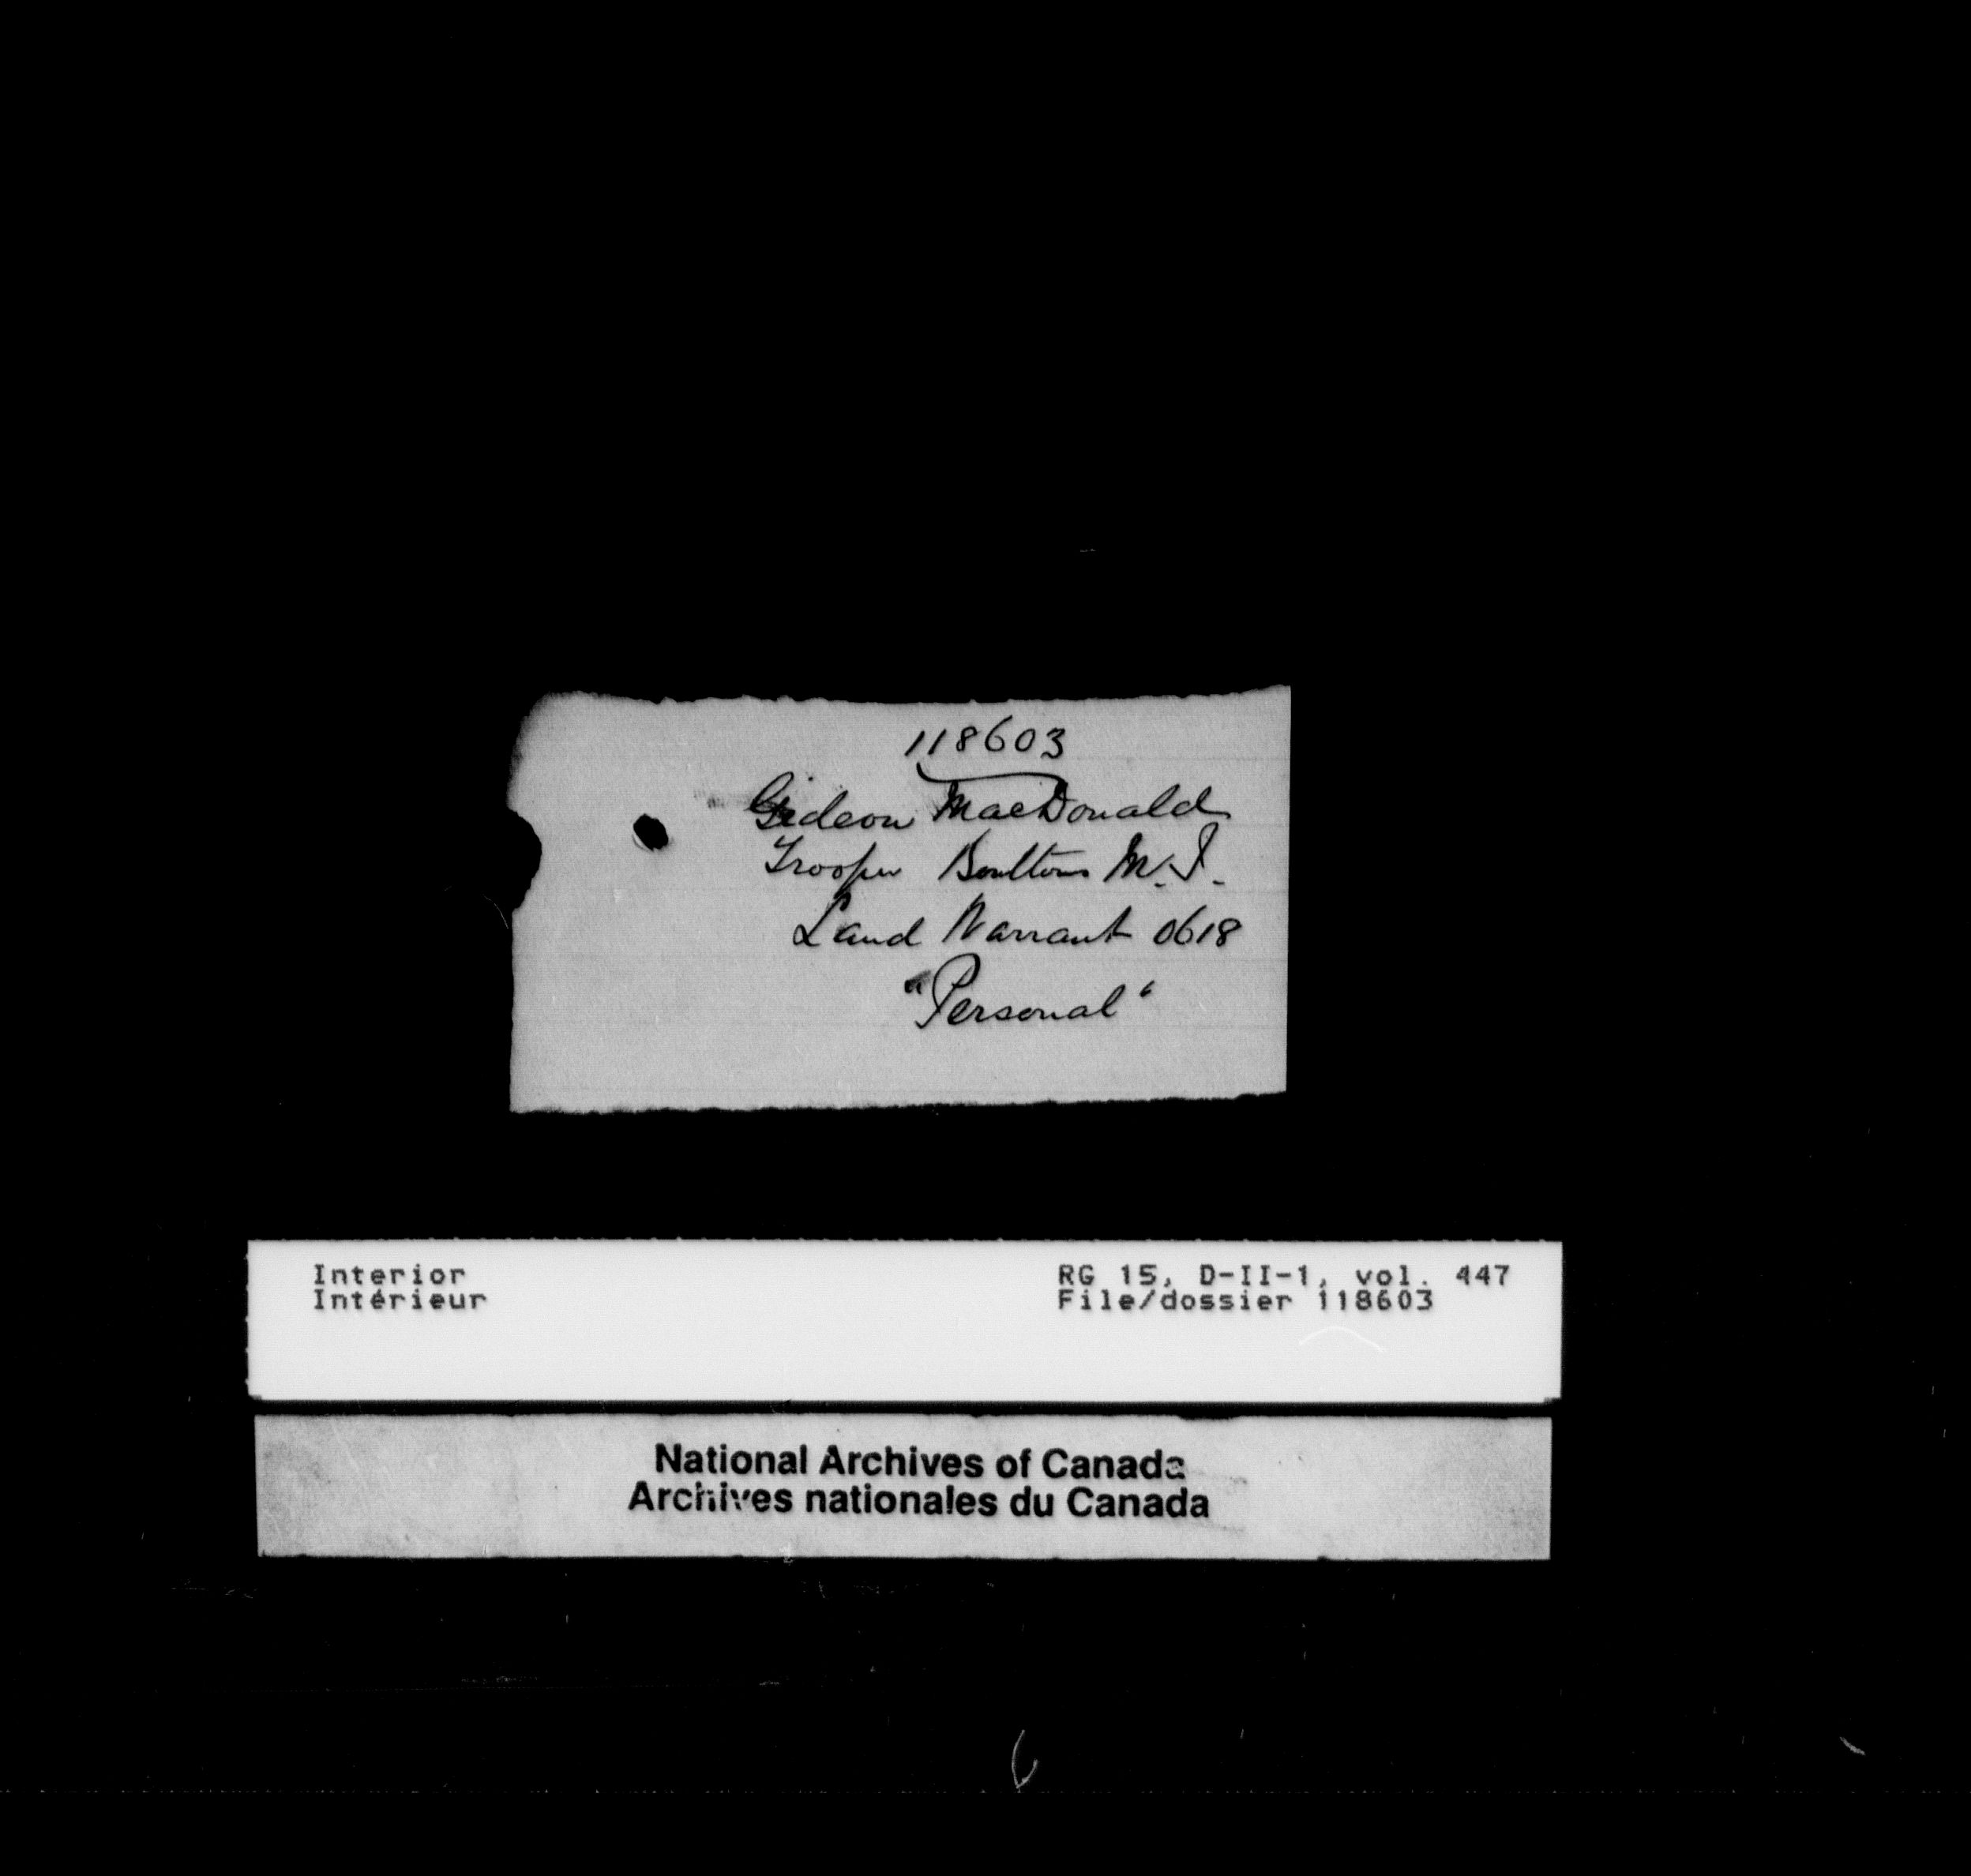 118603
Gideon MacDonald
Trooper Boultons M.I.
Land Warrant 0618
"Personal"
Interior
Intérieur
RG 15, D-II-1, vol. 447
File/dossier 118603
National Archives of Canada
Archives nationales du Canada